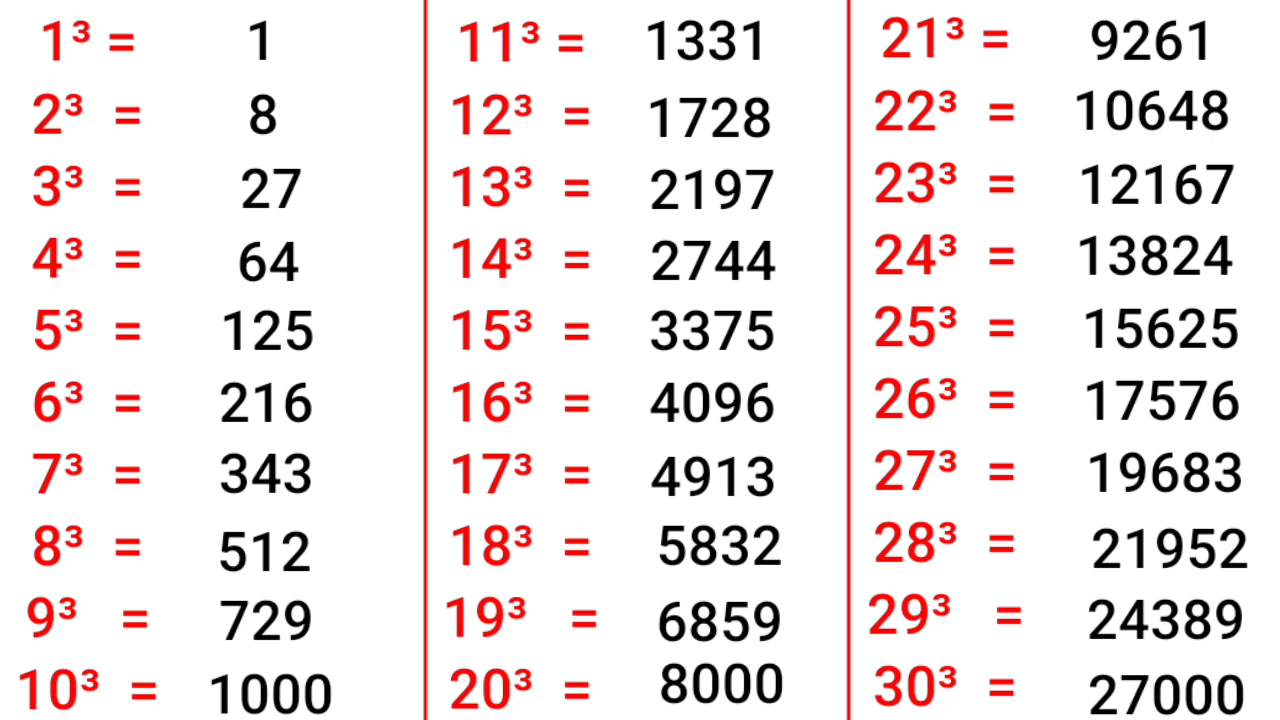 1³ = 1
2³ = 8
3³ = 27
4³ = 64
5³ = 125
6³ = 216
7³ = 343
8³ = 512
9³ = 729
10³ = 1000
11³ = 1331
12³ = 1728
13³ = 2197
14³ = 2744
15³ = 3375
16³ = 4096
17³ = 4913
18³ = 5832
19³ = 6859
20³ = 8000
21³ = 9261
22³ = 10648
23³ = 12167
24³ = 13824
25³ = 15625
26³ = 17576
27³ = 19683
28³ = 21952
29³ = 24389
30³ = 27000